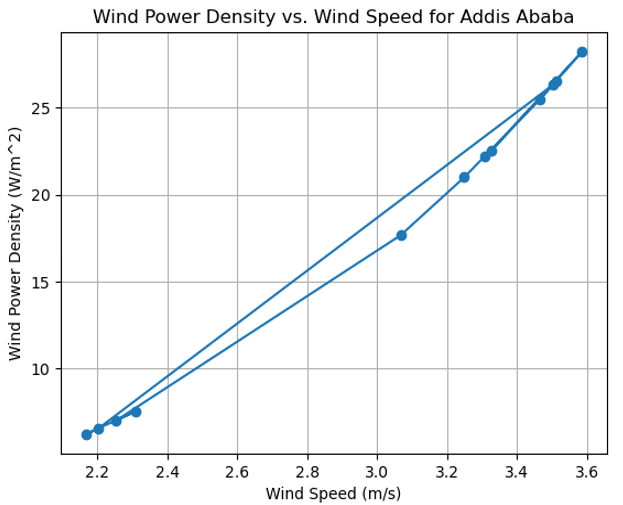 Wind Power Density vs. Wind Speed for Addis Ababa
Wind Power Density (W/m^2)
25
20
15
10
2.2 2.4 2.6 2.8 3.0 3.2 3.4 3.6
Wind Speed (m/s)